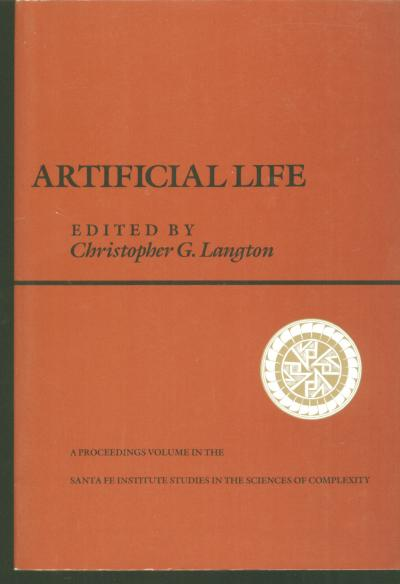 ARTIFICIAL LIFE
EDITED BY
Christopher G. Langton
A PROCEEDINGS VOLUME IN THE
SANTA FE INSTITUTE STUDIES IN THE SCIENCES OF COMPLEXITY